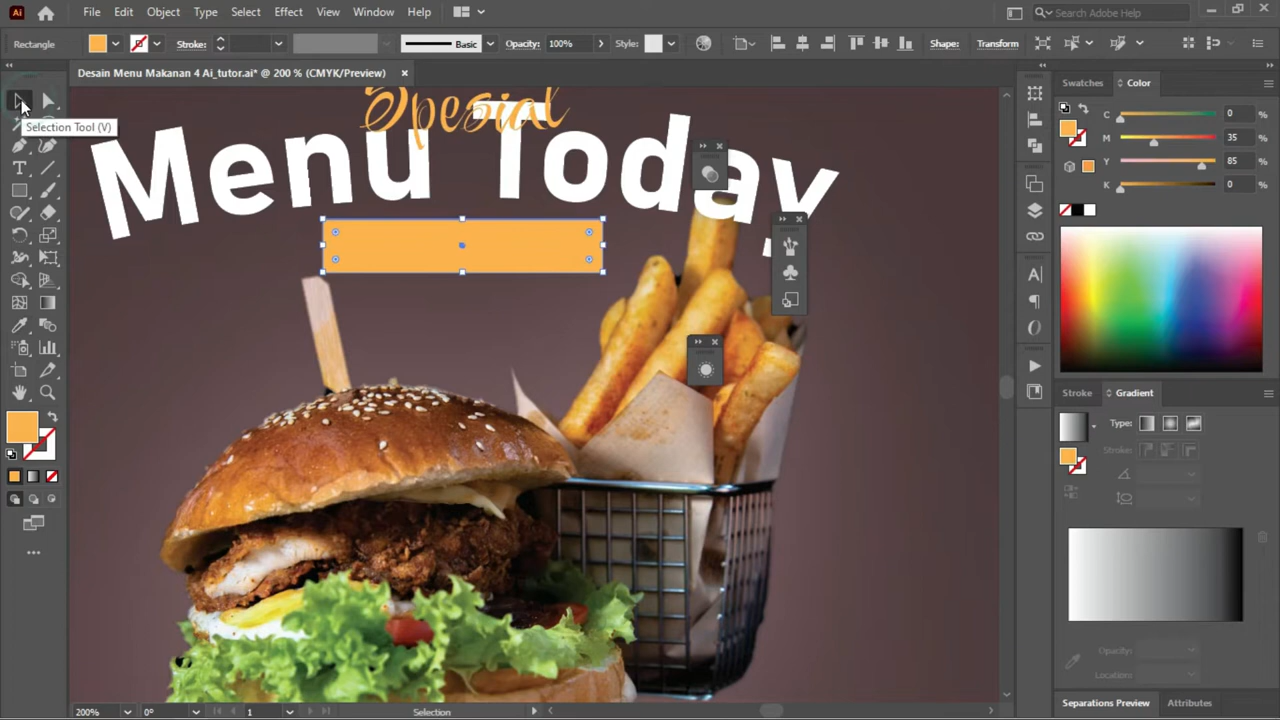 Ai File Edit Object Type Select Effect View Window Help Search Adobe Help
Rectangle Stroke: Basic Opacity: 100% Style: Shape: Transform
Desain Menu Makanan 4 Ai_tutor.ai* @ 200 % (CMYK/Preview) ×
Selection Tool (V)
Spesial
Menu Today
Swatches Color
C 0
M 35
Y 85
K 0
Stroke Gradient
Type:
Stroke:
Opacity:
Location:
200% 0° 1 Selection
Separations Preview Attributes